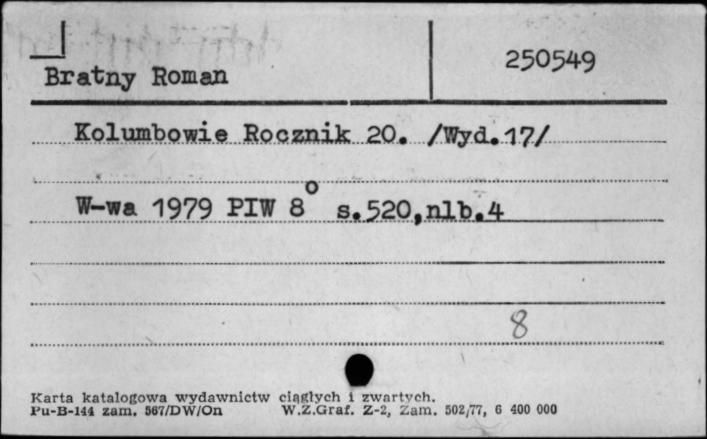 250549
Bratny Roman
Kolumbowie Rocznik 20. /Wyd.17/
W-wa 1979 PIW 8° s.520,nlb.4
8
Karta katalogowa wydawnictw ciągłych i zwartych.
Pu-B-144 zam. 567/DW/On W.Z.Graf. Z-2, Zam. 502/77, 6 400 000